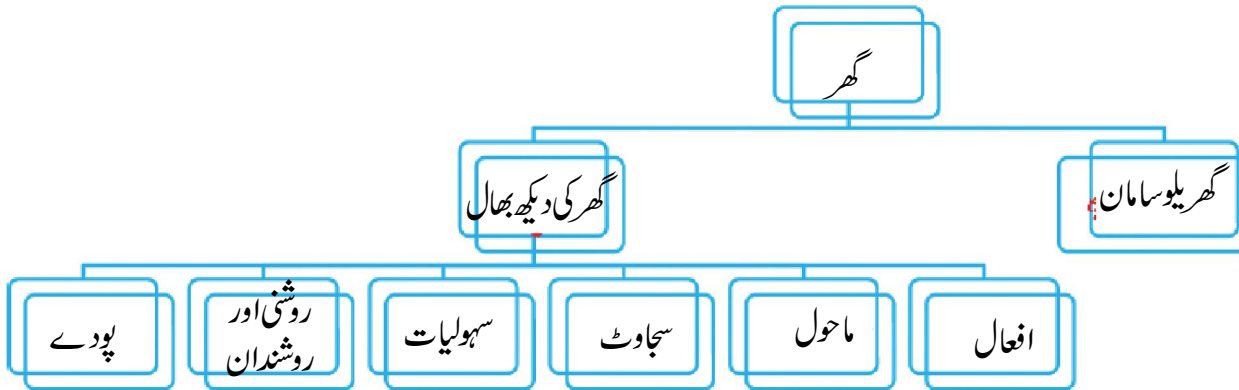 گھر
گھریلو سامان
گھر کی دیکھ بھال
افعال
ماحول
سجاوٹ
سہولیات
روشنی اور
روشندان
پودے